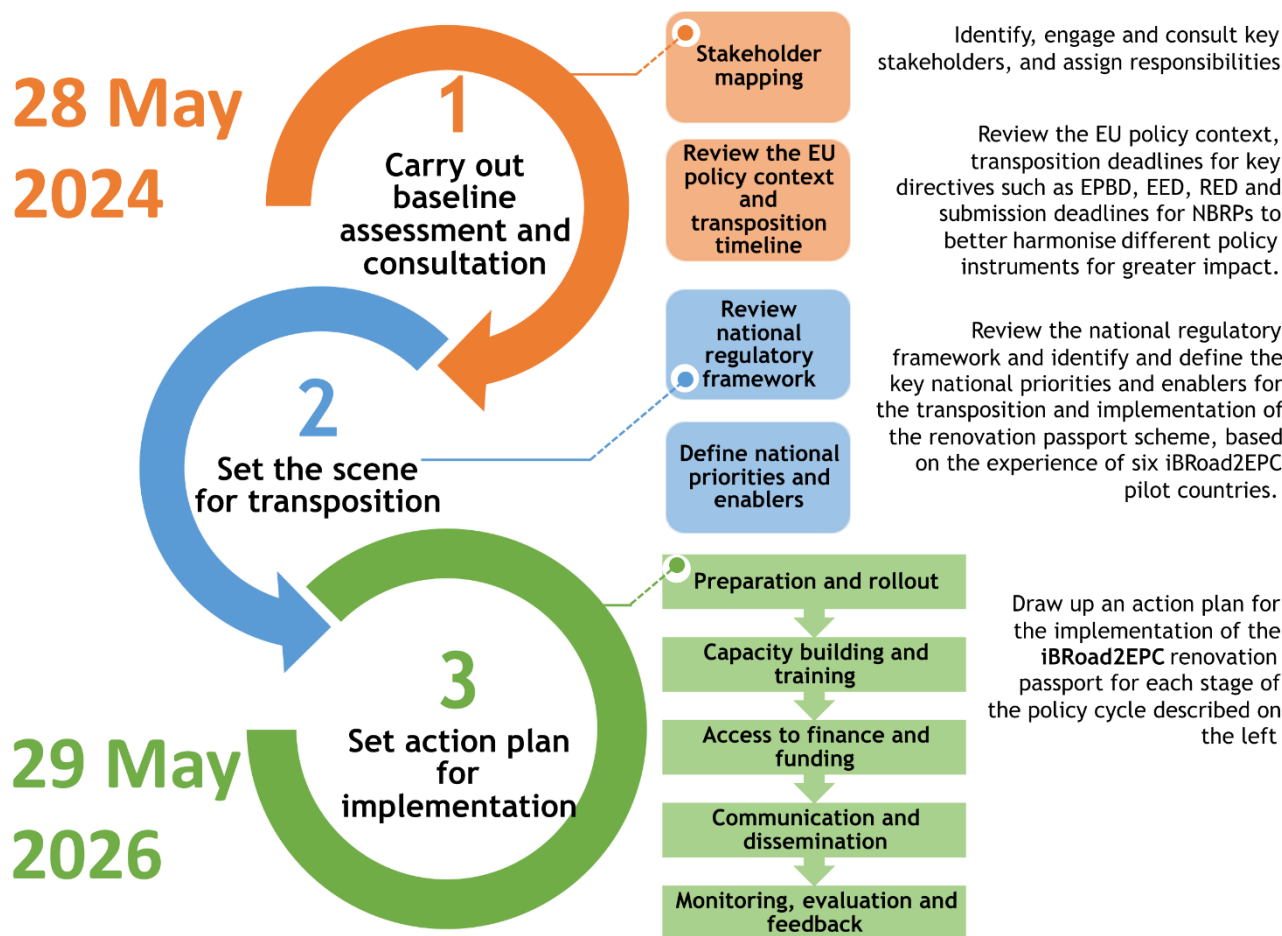 28 May
2024
1
Carry out
baseline
assessment and
consultation
Stakeholder
mapping
Identify, engage and consult key
stakeholders, and assign responsibilities
Review the EU
policy context
and
transposition
timeline
Review the EU policy context,
transposition deadlines for key
directives such as EPBD, EED, RED and
submission deadlines for NBRPs to
better harmonise different policy
instruments for greater impact.
2
Set the scene
for transposition
Review
national
regulatory
framework
Define national
priorities and
enablers
Review the national regulatory
framework and identify and define the
key national priorities and enablers for
the transposition and implementation of
the renovation passport scheme, based
on the experience of six iBRoad2EPC
pilot countries.
29 May
2026
3
Set action plan
for
implementation
Preparation and rollout
Capacity building and
training
Access to finance and
funding
Communication and
dissemination
Monitoring, evaluation and
feedback
Draw up an action plan for
the implementation of the
iBRoad2EPC renovation
passport for each stage of
the policy cycle described on
the left